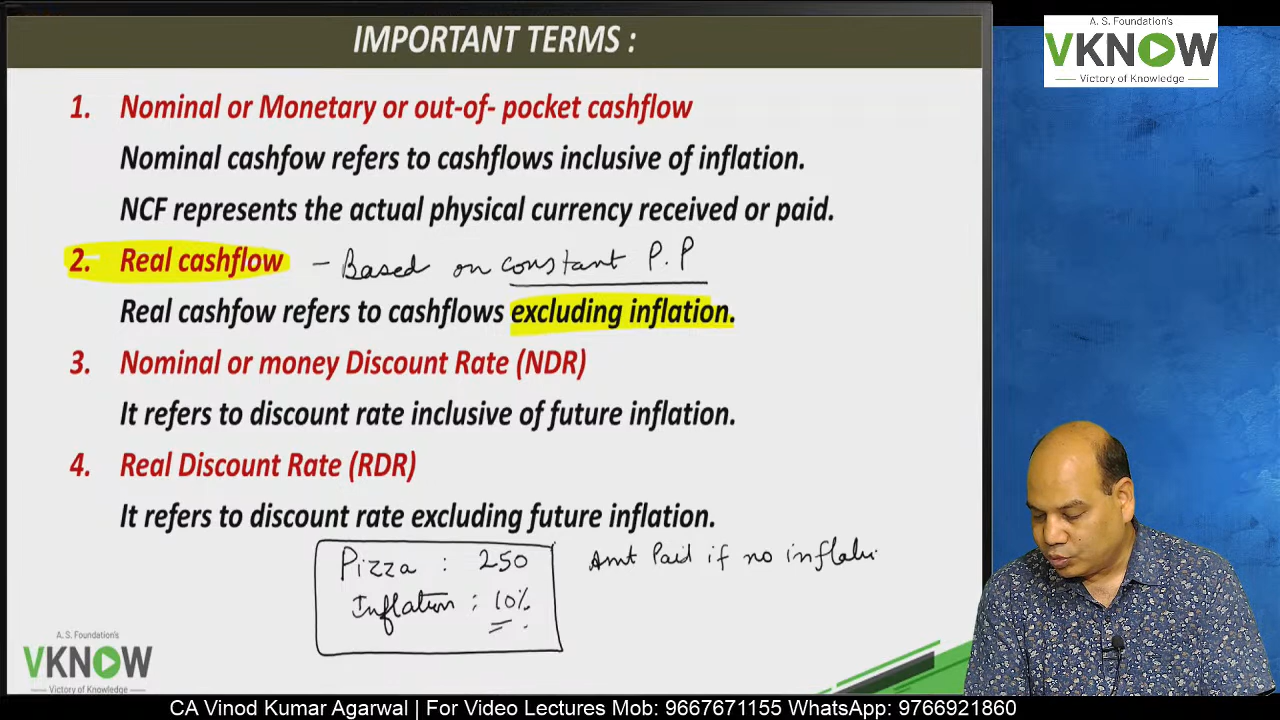 IMPORTANT TERMS :
A. S. Foundation's
VKNOW
Victory of Knowledge
1. Nominal or Monetary or out-of- pocket cashflow
Nominal cashfow refers to cashflows inclusive of inflation.
NCF represents the actual physical currency received or paid.
2. Real cashflow - Based on constant P.P
Real cashfow refers to cashflows excluding inflation.
3. Nominal or money Discount Rate (NDR)
It refers to discount rate inclusive of future inflation.
4. Real Discount Rate (RDR)
It refers to discount rate excluding future inflation.
Pizza : 250
Inflation : 10%
Amt Paid if no inflati
A. S. Foundation's
VKNOW
Victory of Knowledge
CA Vinod Kumar Agarwal | For Video Lectures Mob: 9667671155 WhatsApp: 9766921860